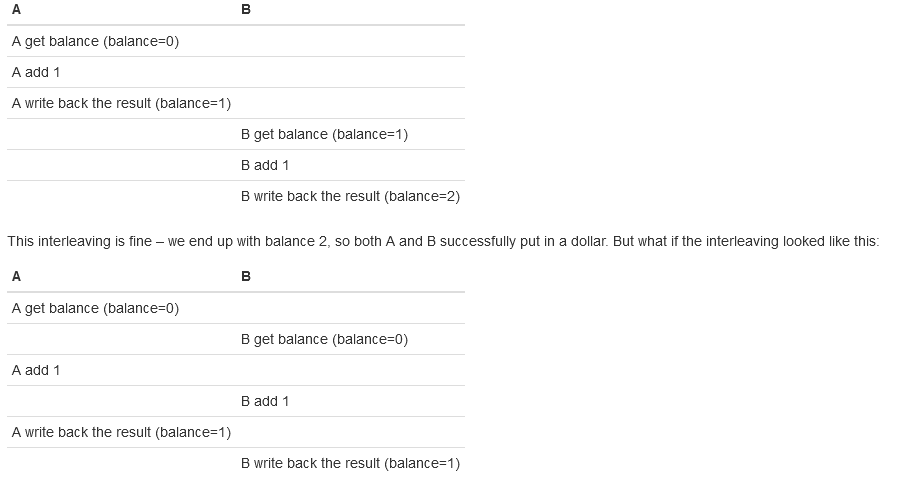 A B
A get balance (balance=0)
A add 1
A write back the result (balance=1)
B get balance (balance=1)
B add 1
B write back the result (balance=2)
This interleaving is fine – we end up with balance 2, so both A and B successfully put in a dollar. But what if the interleaving looked like this:
A B
A get balance (balance=0)
B get balance (balance=0)
A add 1
B add 1
A write back the result (balance=1)
B write back the result (balance=1)